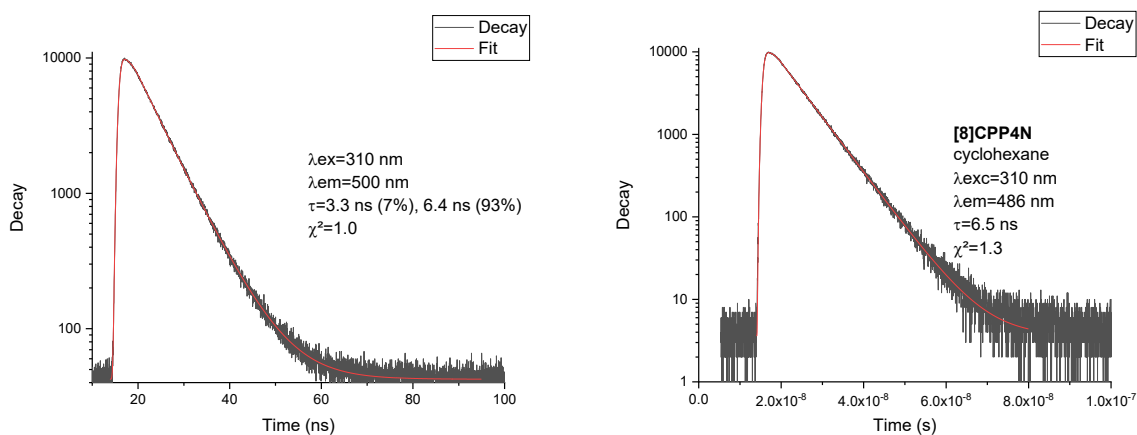 Decay
Fit
10000
1000
100
Decay
λex=310 nm
λem=500 nm
τ=3.3 ns (7%), 6.4 ns (93%)
χ²=1.0
20
40
60
80
100
Time (ns)
Decay
Fit
10000
1000
100
10
1
Decay
[8]CPP4N
cyclohexane
λexc=310 nm
λem=486 nm
τ=6.5 ns
χ²=1.3
0.0
2.0x10⁻⁸
4.0x10⁻⁸
6.0x10⁻⁸
8.0x10⁻⁸
1.0x10⁻⁷
Time (s)